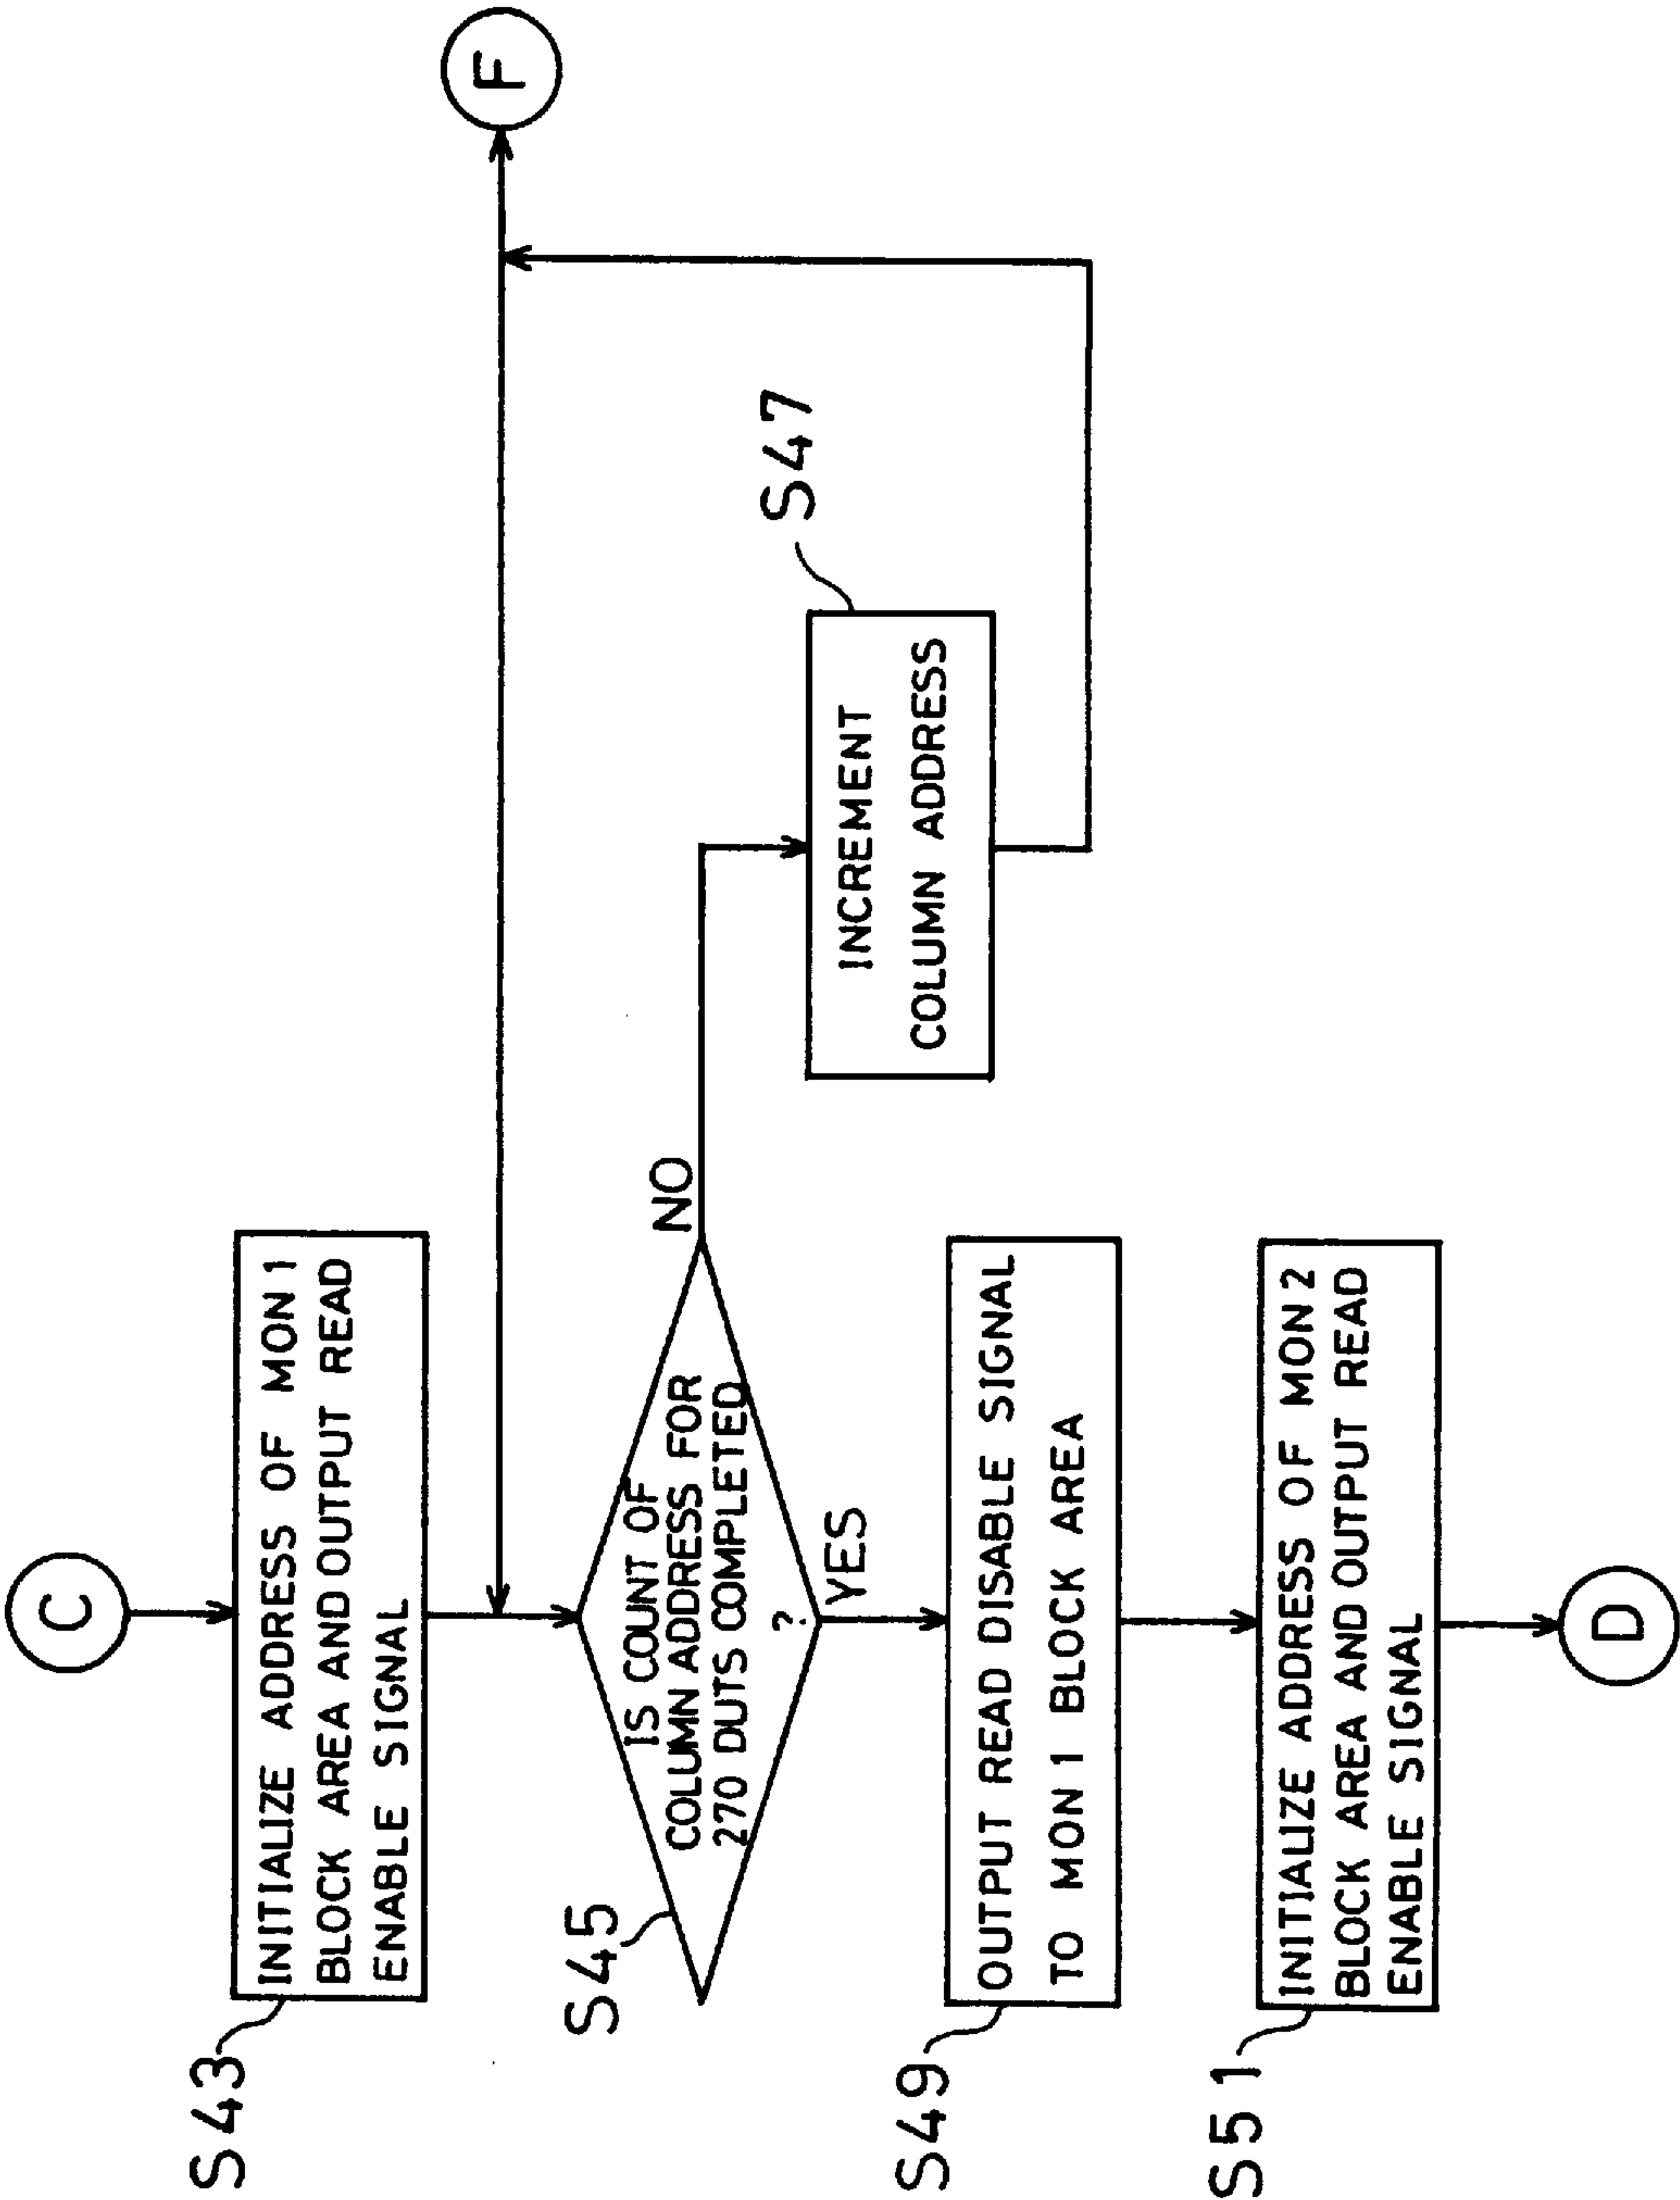 C
S43
INITIALIZE ADDRESS OF MON 1
BLOCK AREA AND OUTPUT READ
ENABLE SIGNAL
F
S45
IS COUNT OF
COLUMN ADDRESS FOR
270 DUTS COMPLETED
?
NO
YES
S47
INCREMENT
COLUMN ADDRESS
S49
OUTPUT READ DISABLE SIGNAL
TO MON 1 BLOCK AREA
S51
INITIALIZE ADDRESS OF MON 2
BLOCK AREA AND OUTPUT READ
ENABLE SIGNAL
D